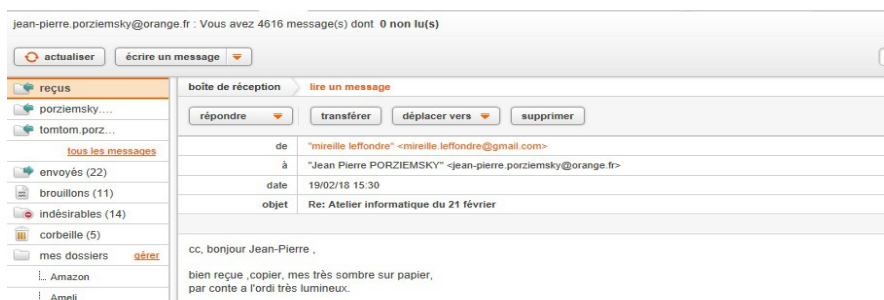 jean-pierre.porziemsky@orange.fr : Vous avez 4616 message(s) dont 0 non lu(s)
actualiser écrire un message
reçus
porziemsky....
tomtom.porz...
tous les messages
envoyés (22)
brouillons (11)
indésirables (14)
corbeille (5)
mes dossiers gérer
Amazon
Ameli
boîte de réception lire un message
répondre transférer déplacer vers supprimer
de "mireille leffondre" <mireille.leffondre@gmail.com>
à "Jean Pierre PORZIEMSKY" <jean-pierre.porziemsky@orange.fr>
date 19/02/18 15:30
objet Re: Atelier informatique du 21 février
cc, bonjour Jean-Pierre ,
bien reçue ,copier, mes très sombre sur papier,
par conte a l'ordi très lumineux.